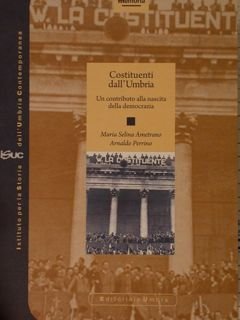 Memoria
W. LA COSTITUENTE
Costituenti
dall'Umbria
Un contributo alla nascita
della democrazia
Maria Selina Ametrano
Arnaldo Perrino
W. LA COSTITUENTE
Editoriale Umbra
Isuc
Istituto per la Storia dell'Umbria Contemporanea